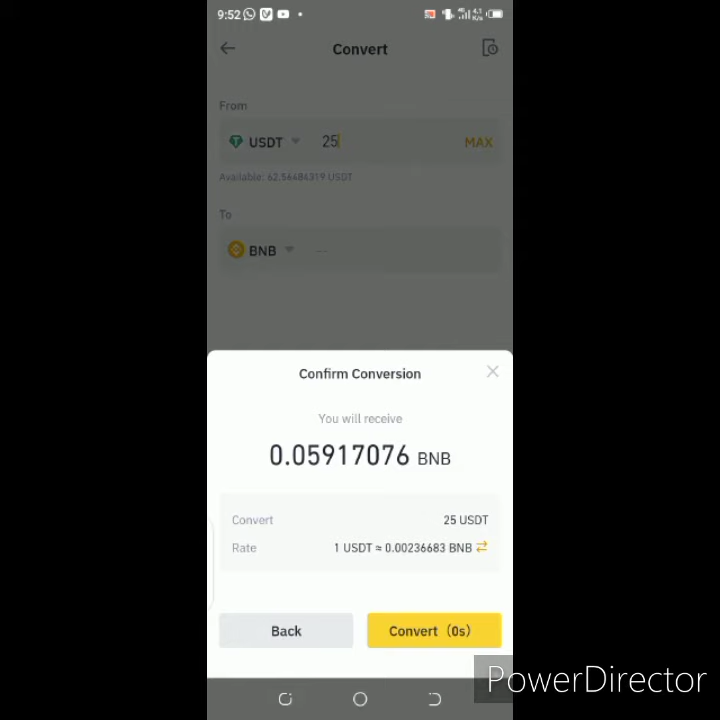 9:52
Convert
From
USDT 25 MAX
Available: 62.56484319 USDT
To
BNB ---
Confirm Conversion
You will receive
0.05917076 BNB
Convert 25 USDT
Rate 1 USDT ≈ 0.00236683 BNB
Back Convert (0s)
PowerDirector